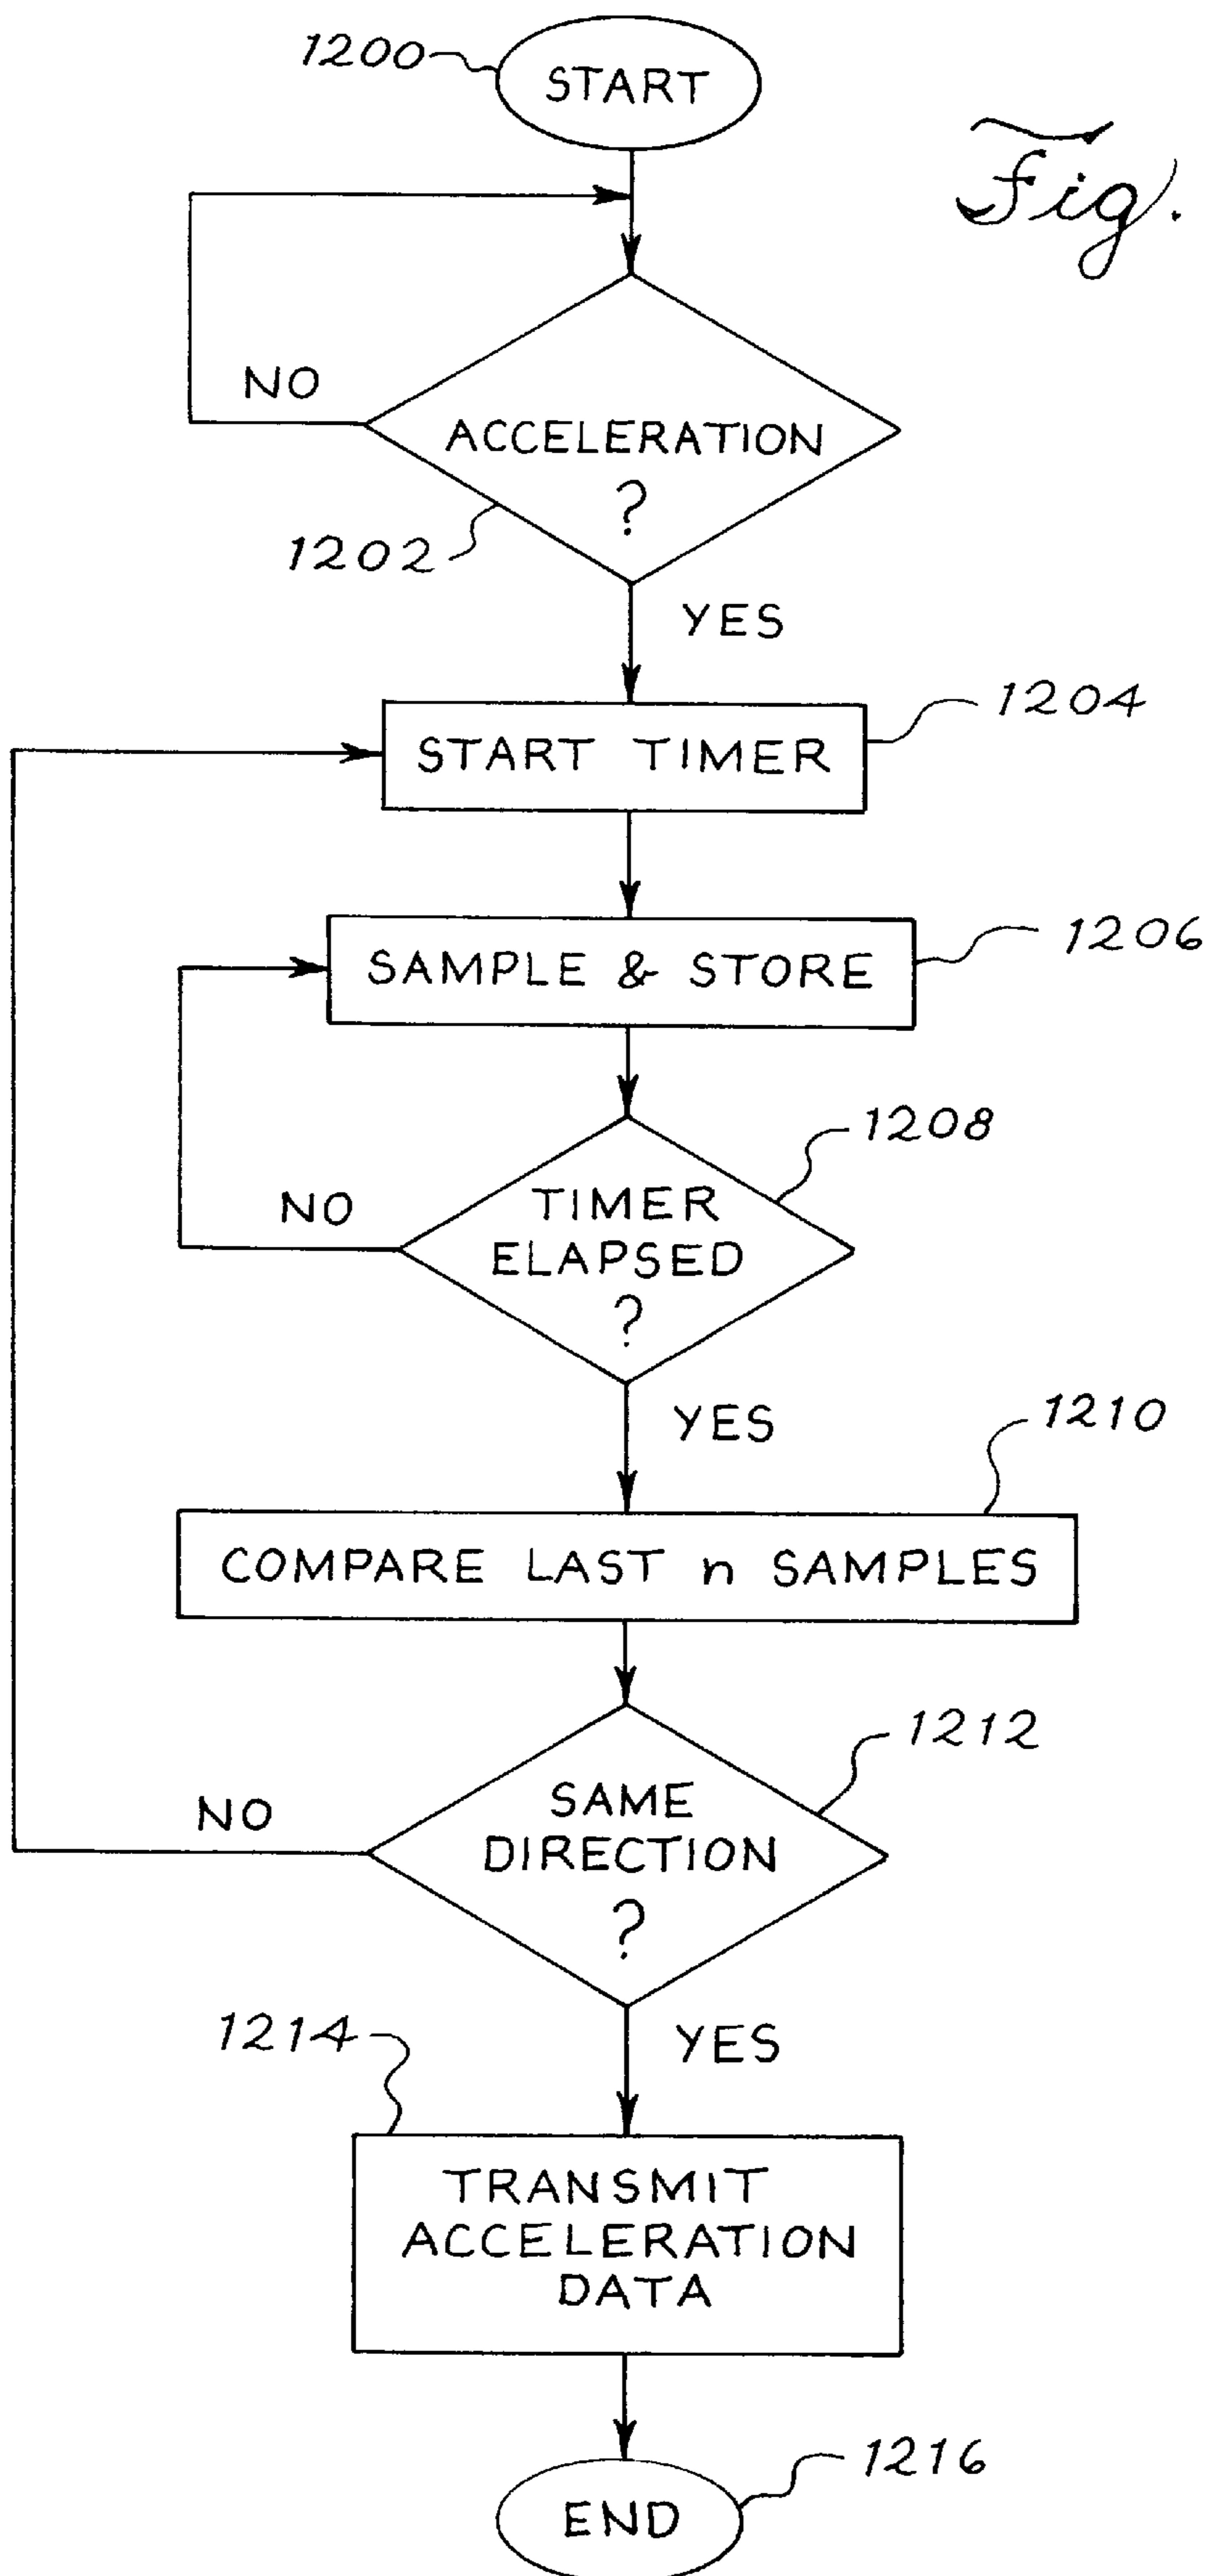 1200
START
Fig.
NO
ACCELERATION
?
1202
YES
1204
START TIMER
1206
SAMPLE & STORE
1208
NO
TIMER
ELAPSED
?
YES
1210
COMPARE LAST n SAMPLES
1212
SAME
DIRECTION
?
NO
1214
YES
TRANSMIT
ACCELERATION
DATA
1216
END